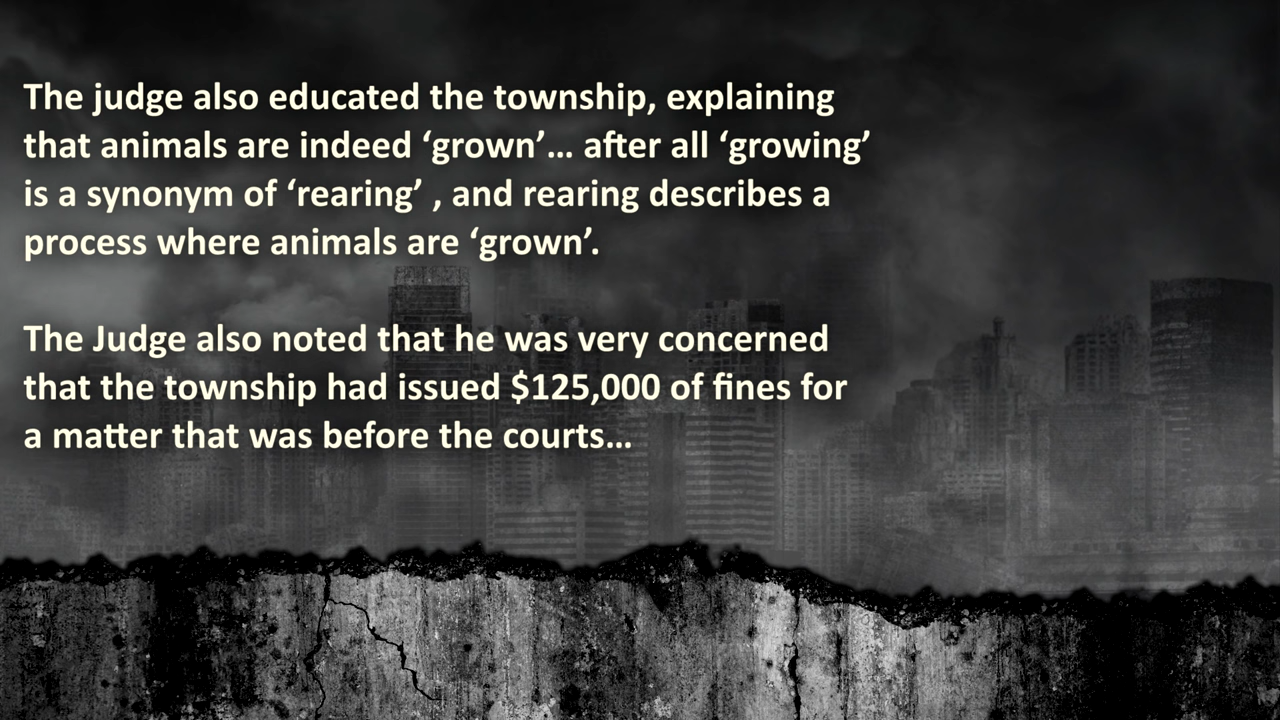 The judge also educated the township, explaining
that animals are indeed ‘grown’... after all ‘growing’
is a synonym of ‘rearing’ , and rearing describes a
process where animals are ‘grown’.
The Judge also noted that he was very concerned
that the township had issued $125,000 of fines for
a matter that was before the courts...